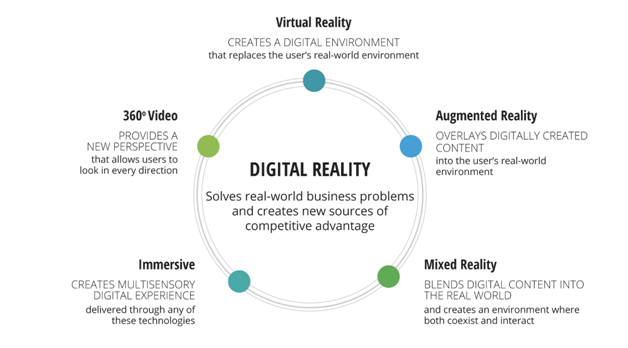 Virtual Reality
CREATES A DIGITAL ENVIRONMENT
that replaces the user's real-world environment
360º Video
PROVIDES A
NEW PERSPECTIVE
that allows users to
look in every direction
Augmented Reality
OVERLAYS DIGITALLY CREATED
CONTENT
into the user's real-world
environment
DIGITAL REALITY
Solves real-world business problems
and creates new sources of
competitive advantage
Immersive
CREATES MULTISENSORY
DIGITAL EXPERIENCE
delivered through any of
these technologies
Mixed Reality
BLENDS DIGITAL CONTENT INTO
THE REAL WORLD
and creates an environment where
both coexist and interact